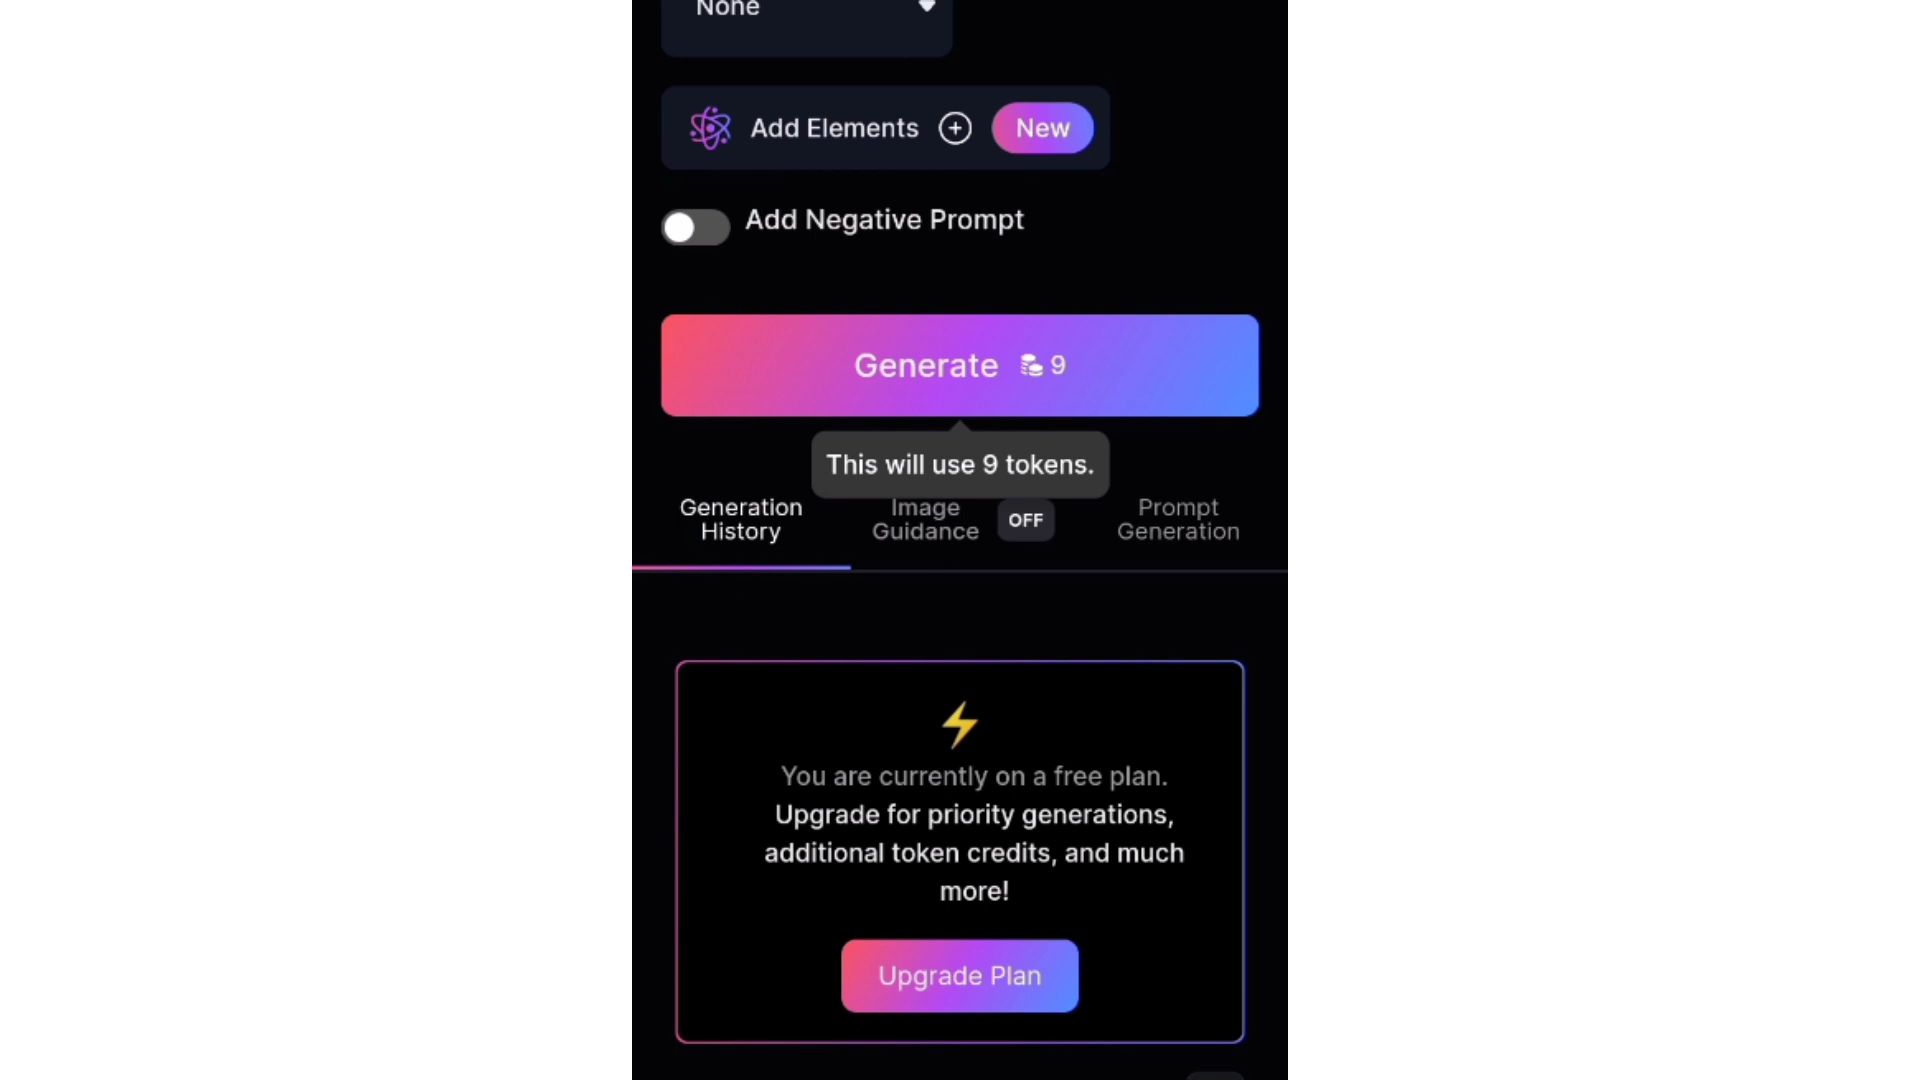 None
Add Elements
New
Add Negative Prompt
Generate 9
This will use 9 tokens.
Generation
History
Image
Guidance
OFF
Prompt
Generation
You are currently on a free plan.
Upgrade for priority generations,
additional token credits, and much
more!
Upgrade Plan